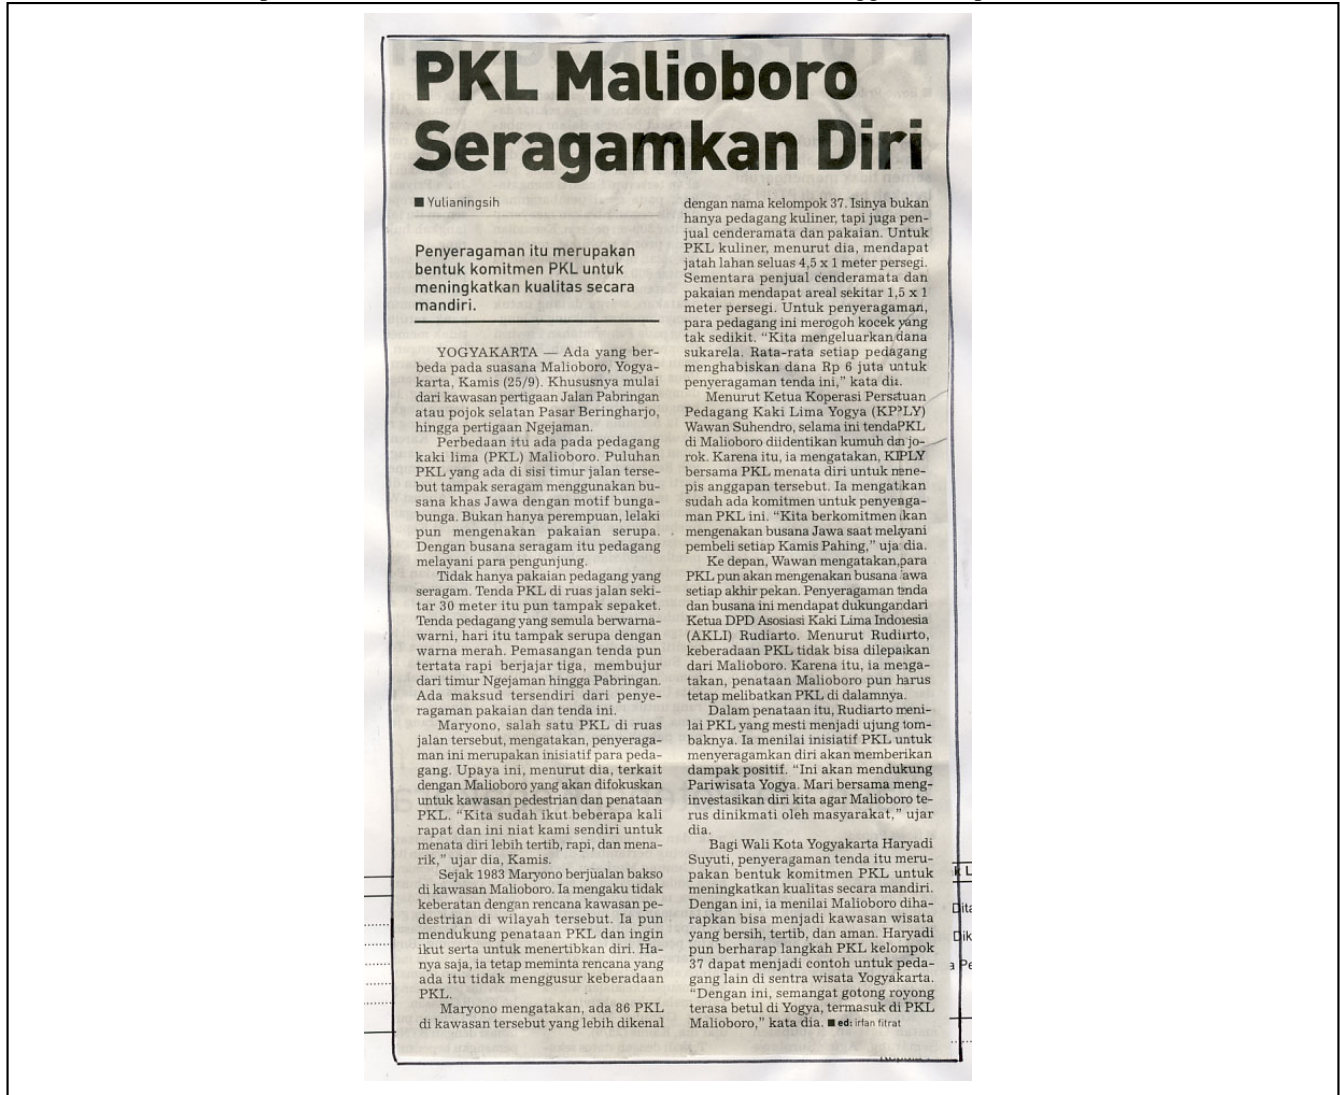 PKL Malioboro
Seragamkan Diri
■ Yulianingsih
Penyeragaman itu merupakan
bentuk komitmen PKL untuk
meningkatkan kualitas secara
mandiri.
YOGYAKARTA — Ada yang ber-
beda pada suasana Malioboro, Yogya-
karta, Kamis (25/9). Khususnya mulai
dari kawasan pertigaan Jalan Pabringan
atau pojok selatan Pasar Beringharjo,
hingga pertigaan Ngejaman.
Perbedaan itu ada pada pedagang
kaki lima (PKL) Malioboro. Puluhan
PKL yang ada di sisi timur jalan terse-
but tampak seragam menggunakan bu-
sana khas Jawa dengan motif bunga-
bunga. Bukan hanya perempuan, lelaki
pun mengenakan pakaian serupa.
Dengan busana seragam itu pedagang
melayani para pengunjung.
Tidak hanya pakaian pedagang yang
seragam. Tenda PKL di ruas jalan seki-
tar 30 meter itu pun tampak sepaket.
Tenda pedagang yang semula berwarna-
warni, hari itu tampak serupa dengan
warna merah. Pemasangan tenda pun
tertata rapi berjajar tiga, membujur
dari timur Ngejaman hingga Pabringan.
Ada maksud tersendiri dari penye-
ragaman pakaian dan tenda ini.
Maryono, salah satu PKL di ruas
jalan tersebut, mengatakan, penyeraga-
man ini merupakan inisiatif para peda-
gang. Upaya ini, menurut dia, terkait
dengan Malioboro yang akan difokuskan
untuk kawasan pedestrian dan penataan
PKL. “Kita sudah ikut beberapa kali
rapat dan ini niat kami sendiri untuk
menata diri lebih tertib, rapi, dan mena-
rik,” ujar dia, Kamis.
Sejak 1983 Maryono berjualan bakso
di kawasan Malioboro. Ia mengaku tidak
keberatan dengan rencana kawasan pe-
destrian di wilayah tersebut. Ia pun
mendukung penataan PKL dan ingin
ikut serta untuk menertibkan diri. Ha-
nya saja, ia tetap meminta rencana yang
ada itu tidak menggusur keberadaan
PKL.
Maryono mengatakan, ada 86 PKL
di kawasan tersebut yang lebih dikenal
dengan nama kelompok 37. Isinya bukan
hanya pedagang kuliner, tapi juga pen-
jual cenderamata dan pakaian. Untuk
PKL kuliner, menurut dia, mendapat
jatah lahan seluas 4,5 x 1 meter persegi.
Sementara penjual cenderamata dan
pakaian mendapat areal sekitar 1,5 x 1
meter persegi. Untuk penyeragaman,
para pedagang ini merogoh kocek yang
tak sedikit. “Kita mengeluarkan dana
sukarela. Rata-rata setiap pedagang
menghabiskan dana Rp 6 juta untuk
penyeragaman tenda ini,” kata dia.
Menurut Ketua Koperasi Persatuan
Pedagang Kaki Lima Yogya (KPPLY)
Wawan Suhendro, selama ini tenda PKL
di Malioboro diidentikan kumuh dan jo-
rok. Karena itu, ia mengatakan, KPPLY
bersama PKL menata diri untuk mene-
pis anggapan tersebut. Ia mengatakan
sudah ada komitmen untuk penyeraga-
man PKL ini. “Kita berkomitmen akan
mengenakan busana Jawa saat melayani
pembeli setiap Kamis Pahing,” uja dia.
Ke depan, Wawan mengatakan, para
PKL pun akan mengenakan busana Jawa
setiap akhir pekan. Penyeragaman tenda
dan busana ini mendapat dukungan dari
Ketua DPD Asosiasi Kaki Lima Indonesia
(AKLI) Rudiarto. Menurut Rudiarto,
keberadaan PKL tidak bisa dilepaskan
dari Malioboro. Karena itu, ia menga-
takan, penataan Malioboro pun harus
tetap melibatkan PKL di dalamnya.
Dalam penataan itu, Rudiarto meni-
lai PKL yang mesti menjadi ujung tom-
baknya. Ia menilai inisiatif PKL untuk
menyeragamkan diri akan memberikan
dampak positif. “Ini akan mendukung
Pariwisata Yogya. Mari bersama meng-
investasikan diri kita agar Malioboro te-
rus dinikmati oleh masyarakat,” ujar
dia.
Bagi Wali Kota Yogyakarta Haryadi
Suyuti, penyeragaman tenda itu meru-
pakan bentuk komitmen PKL untuk
meningkatkan kualitas secara mandiri.
Dengan ini, ia menilai Malioboro diha-
rapkan bisa menjadi kawasan wisata
yang bersih, tertib, dan aman. Haryadi
pun berharap langkah PKL kelompok
37 dapat menjadi contoh untuk peda-
gang lain di sentra wisata Yogyakarta.
“Dengan ini, semangat gotong royong
terasa betul di Yogya, termasuk di PKL
Malioboro,” kata dia. ■ ed: irfan fitrat